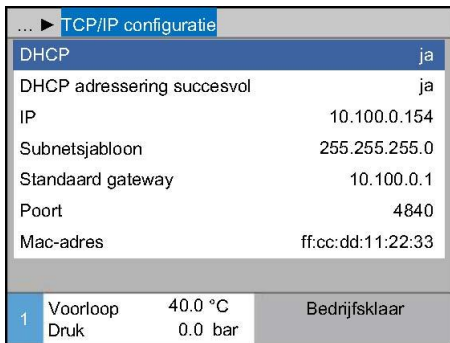 ... ► TCP/IP configuratie
DHCP ja
DHCP adressering succesvol ja
IP 10.100.0.154
Subnetsjabloon 255.255.255.0
Standaard gateway 10.100.0.1
Poort 4840
Mac-adres ff:cc:dd:11:22:33
1 Voorloop 40.0 °C Bedrijfsklaar
Druk 0.0 bar